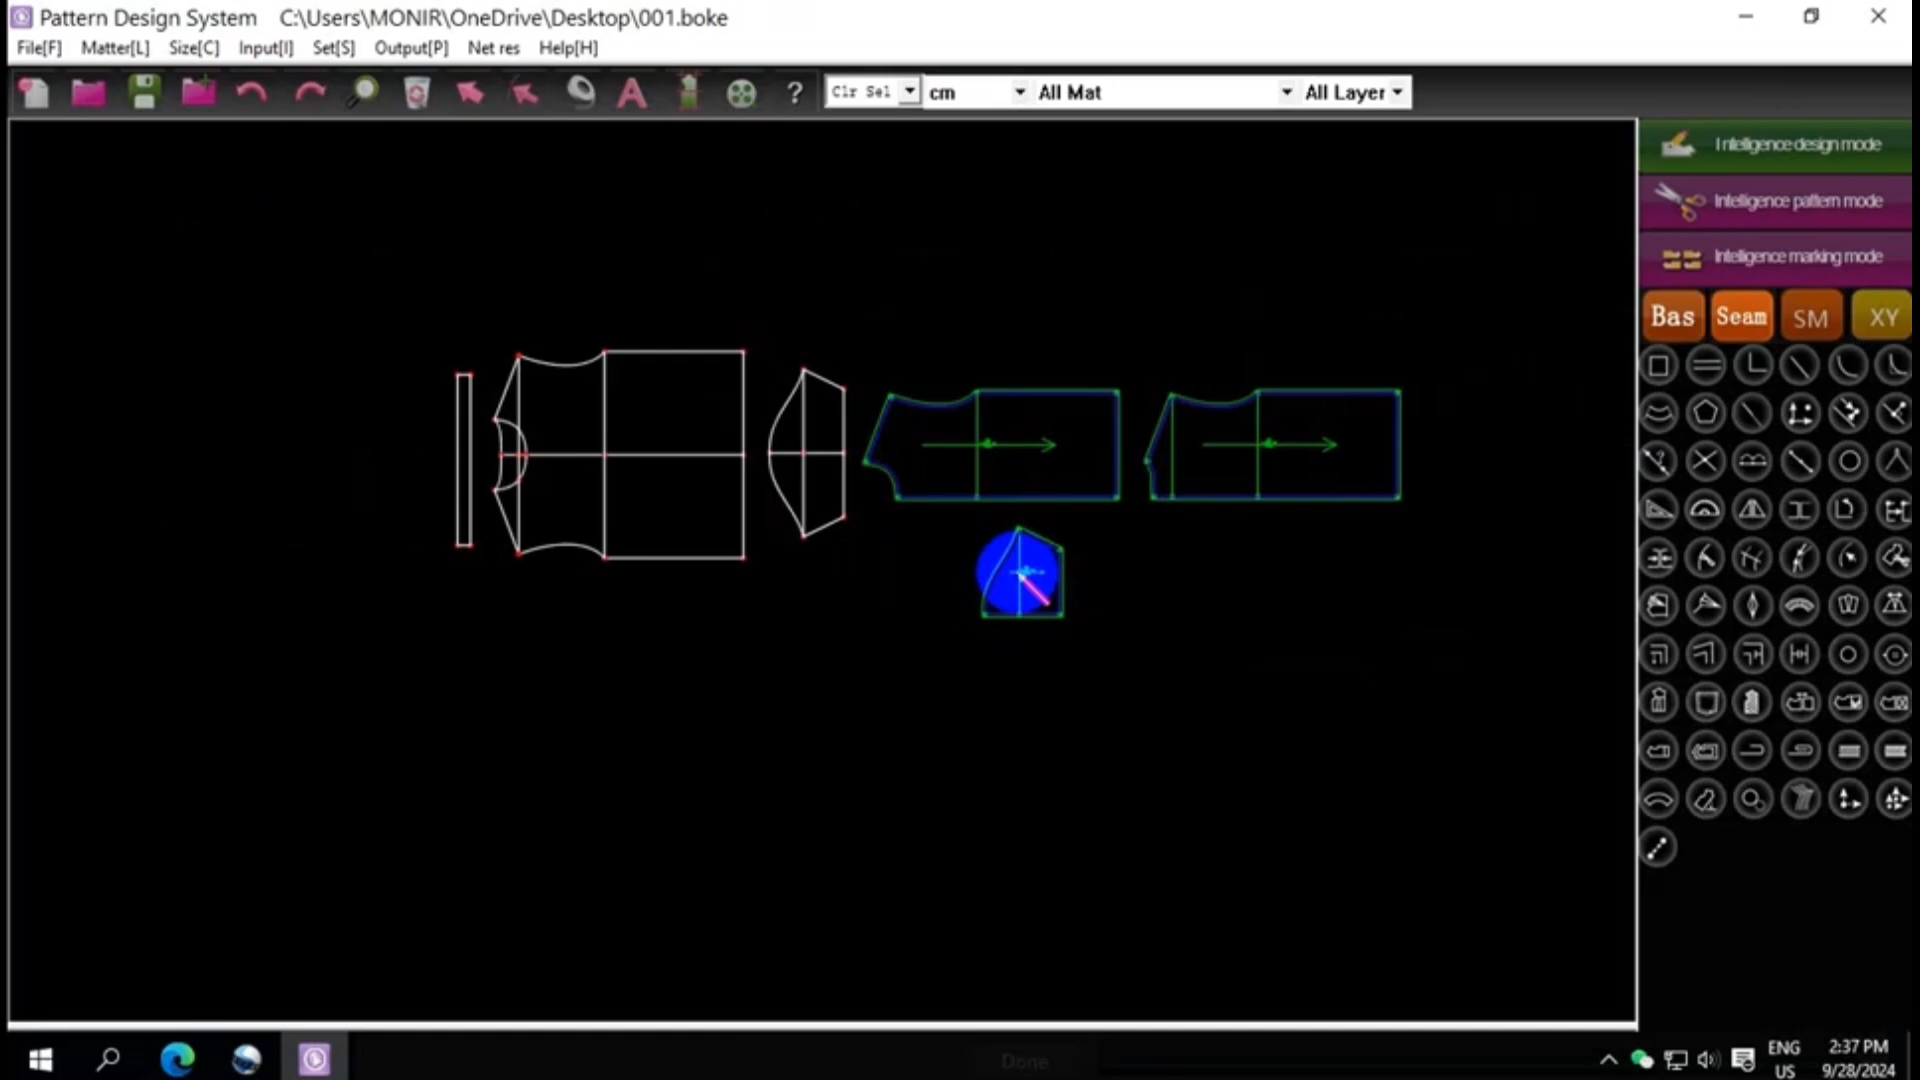 Pattern Design System C:\Users\MONIR\OneDrive\Desktop\001.boke
File[F] Matter[L] Size[C] Input[I] Set[S] Output[P] Net res Help[H]
A ? Clr Sel cm All Mat All Layer
Intelligence design mode
Intelligence pattern mode
Intelligence marking mode
Bas Seam SM XY
Done
ENG
US
2:37 PM
9/28/2024